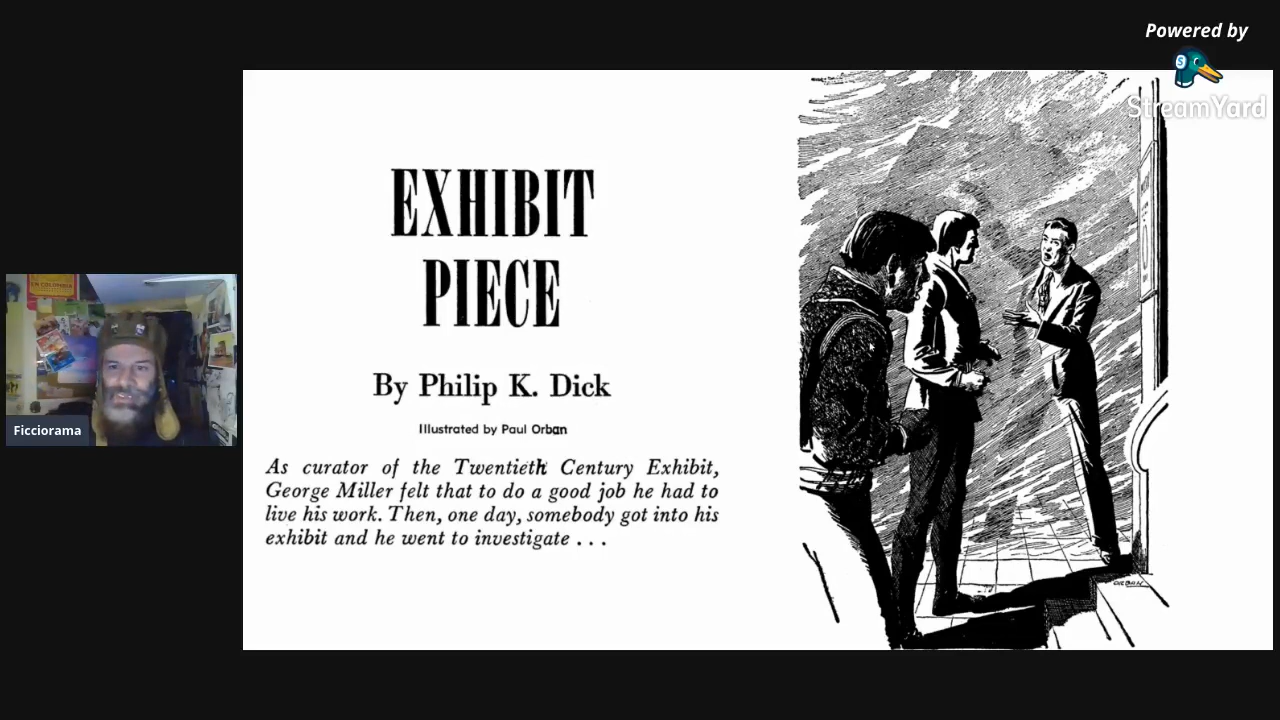 Powered by
StreamYard
EXHIBIT
PIECE
By Philip K. Dick
Illustrated by Paul Orban
As curator of the Twentieth Century Exhibit,
George Miller felt that to do a good job he had to
live his work. Then, one day, somebody got into his
exhibit and he went to investigate . . .
ORBAN
Ficciorama